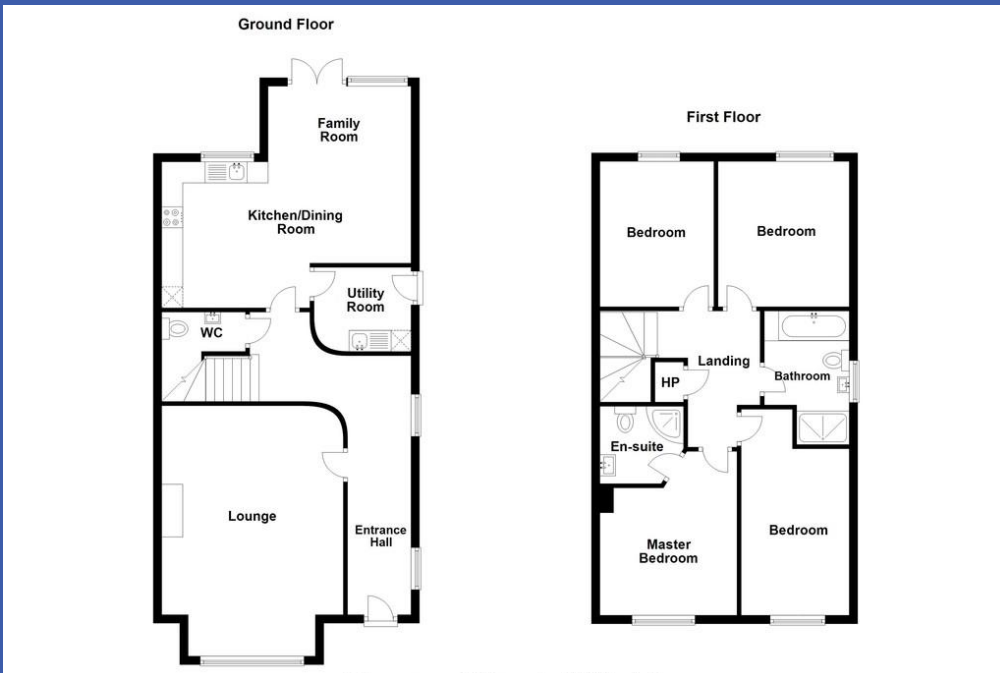 Ground Floor
Family
Room
Kitchen/Dining
Room
Utility
Room
WC
Lounge
Entrance
Hall
First Floor
Bedroom
Bedroom
Landing
HP
Bathroom
En-suite
Master
Bedroom
Bedroom